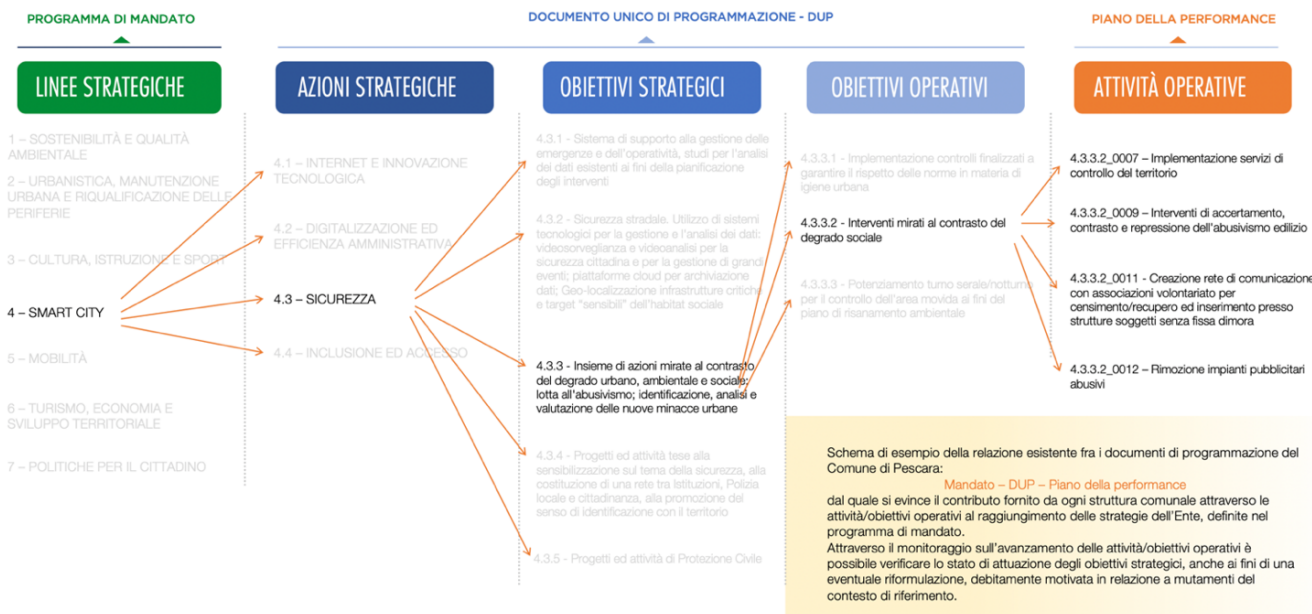 PROGRAMMA DI MANDATO
DOCUMENTO UNICO DI PROGRAMMAZIONE - DUP
PIANO DELLA PERFORMANCE
LINEE STRATEGICHE
AZIONI STRATEGICHE
OBIETTIVI STRATEGICI
OBIETTIVI OPERATIVI
ATTIVITÀ OPERATIVE
1 – SOSTENIBILITÀ E QUALITÀ
AMBIENTALE
2 – URBANISTICA, MANUTENZIONE
URBANA E RIQUALIFICAZIONE DELLE
PERIFERIE
3 – CULTURA, ISTRUZIONE E SPORT
4 – SMART CITY
5 – MOBILITÀ
6 – TURISMO, ECONOMIA E
SVILUPPO TERRITORIALE
7 – POLITICHE PER IL CITTADINO
4.1 – INTERNET E INNOVAZIONE
TECNOLOGICA
4.2 – DIGITALIZZAZIONE ED
EFFICIENZA AMMINISTRATIVA
4.3 – SICUREZZA
4.4 – INCLUSIONE ED ACCESSO
4.3.1 - Sistema di supporto alla gestione delle
emergenze e dell'operatività, studi per l'analisi
dei dati esistenti ai fini della pianificazione
degli interventi
4.3.2 - Sicurezza stradale. Utilizzo di sistemi
tecnologici per la gestione e l'analisi dei dati:
videosorveglianza e videoanalisi per la
sicurezza cittadina e per la gestione di grandi
eventi; piattaforme cloud per archiviazione
dati; Geo-localizzazione infrastrutture critiche
e target "sensibili" dell'habitat sociale
4.3.3 - Insieme di azioni mirate al contrasto
del degrado urbano, ambientale e sociale:
lotta all'abusivismo; identificazione, analisi e
valutazione delle nuove minacce urbane
4.3.4 - Progetti ed attività tese alla
sensibilizzazione sul tema della sicurezza, alla
costituzione di una rete tra Istituzioni, Polizia
locale e cittadinanza, alla promozione del
senso di identificazione con il territorio
4.3.5 - Progetti ed attività di Protezione Civile
4.3.3.1 - Implementazione controlli finalizzati a
garantire il rispetto delle norme in materia di
igiene urbana
4.3.3.2 - Interventi mirati al contrasto del
degrado sociale
4.3.3.3 - Potenziamento turno serale/notturno
per il controllo dell'area movida ai fini del
piano di risanamento ambientale
4.3.3.2_0007 – Implementazione servizi di
controllo del territorio
4.3.3.2_0009 – Interventi di accertamento,
contrasto e repressione dell'abusivismo edilizio
4.3.3.2_0011 - Creazione rete di comunicazione
con associazioni volontariato per
censimento/recupero ed inserimento presso
strutture soggetti senza fissa dimora
4.3.3.2_0012 – Rimozione impianti pubblicitari
abusivi
Schema di esempio della relazione esistente fra i documenti di programmazione del
Comune di Pescara:
Mandato – DUP – Piano della performance
dal quale si evince il contributo fornito da ogni struttura comunale attraverso le
attività/obiettivi operativi al raggiungimento delle strategie dell'Ente, definite nel
programma di mandato.
Attraverso il monitoraggio sull'avanzamento delle attività/obiettivi operativi è
possibile verificare lo stato di attuazione degli obiettivi strategici, anche ai fini di una
eventuale riformulazione, debitamente motivata in relazione a mutamenti del
contesto di riferimento.